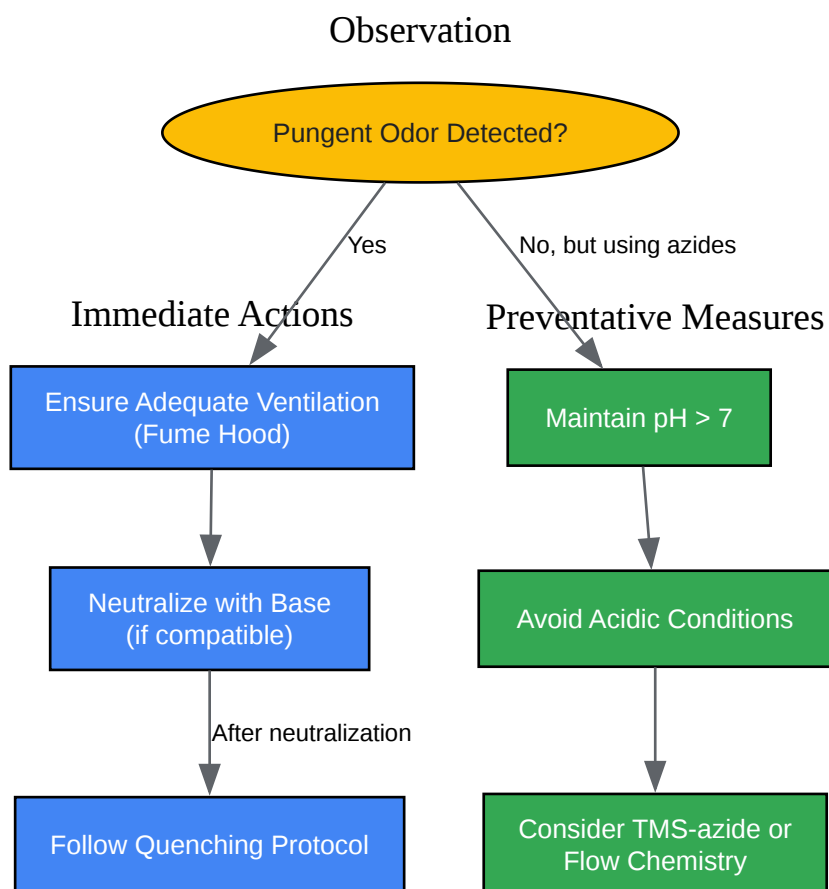 Observation
Pungent Odor Detected?
Yes
No, but using azides
Immediate Actions
Preventative Measures
Ensure Adequate Ventilation
(Fume Hood)
Maintain pH > 7
Neutralize with Base
(if compatible)
Avoid Acidic Conditions
After neutralization
Follow Quenching Protocol
Consider TMS-azide or
Flow Chemistry